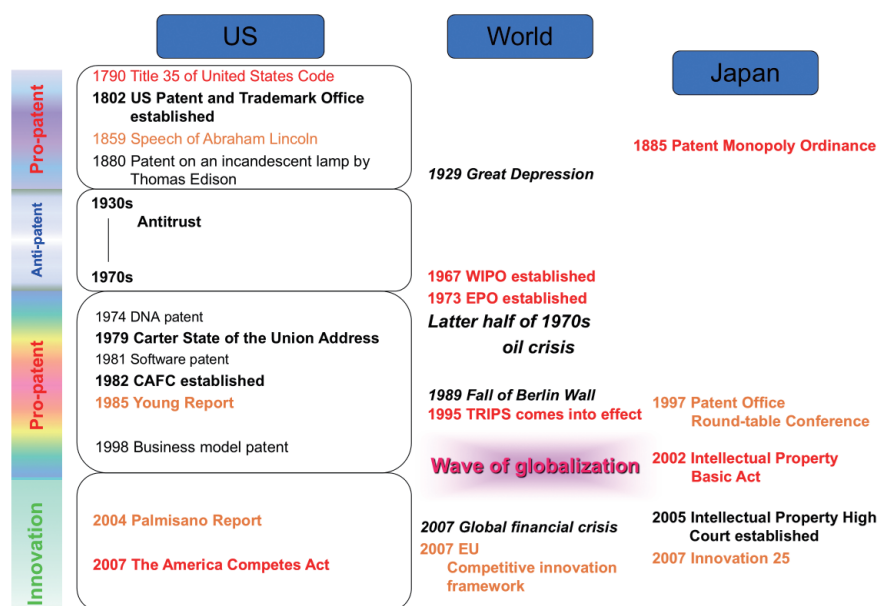 US
World
Japan
Pro-patent
1790 Title 35 of United States Code
1802 US Patent and Trademark Office
established
1859 Speech of Abraham Lincoln
1880 Patent on an incandescent lamp by
Thomas Edison
1885 Patent Monopoly Ordinance
1929 Great Depression
Anti-patent
1930s
Antitrust
1970s
1967 WIPO established
1973 EPO established
Latter half of 1970s
oil crisis
Pro-patent
1974 DNA patent
1979 Carter State of the Union Address
1981 Software patent
1982 CAFC established
1985 Young Report
1998 Business model patent
1989 Fall of Berlin Wall
1995 TRIPS comes into effect
Wave of globalization
1997 Patent Office
Round-table Conference
2002 Intellectual Property
Basic Act
Innovation
2004 Palmisano Report
2007 The America Competes Act
2007 Global financial crisis
2007 EU
Competitive innovation
framework
2005 Intellectual Property High
Court established
2007 Innovation 25